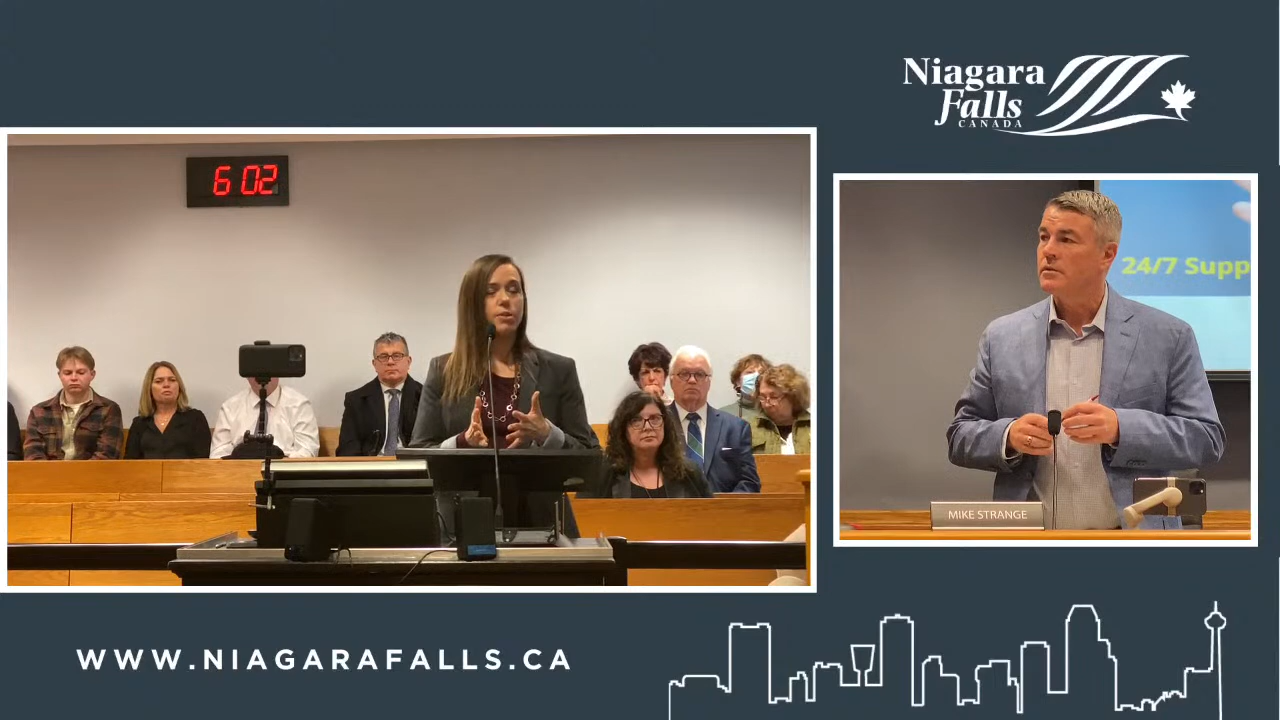 Niagara
Falls
CANADA
6 02
24/7 Supp
MIKE STRANGE
WWW.NIAGARAFALLS.CA